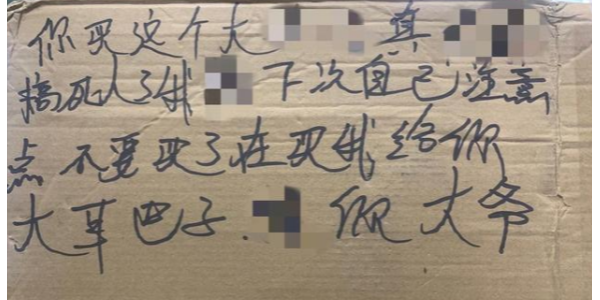 你买这个大 真
搞死人了我 下次自己注意
点 不要买了在买我给你
大车巴子 你大爷